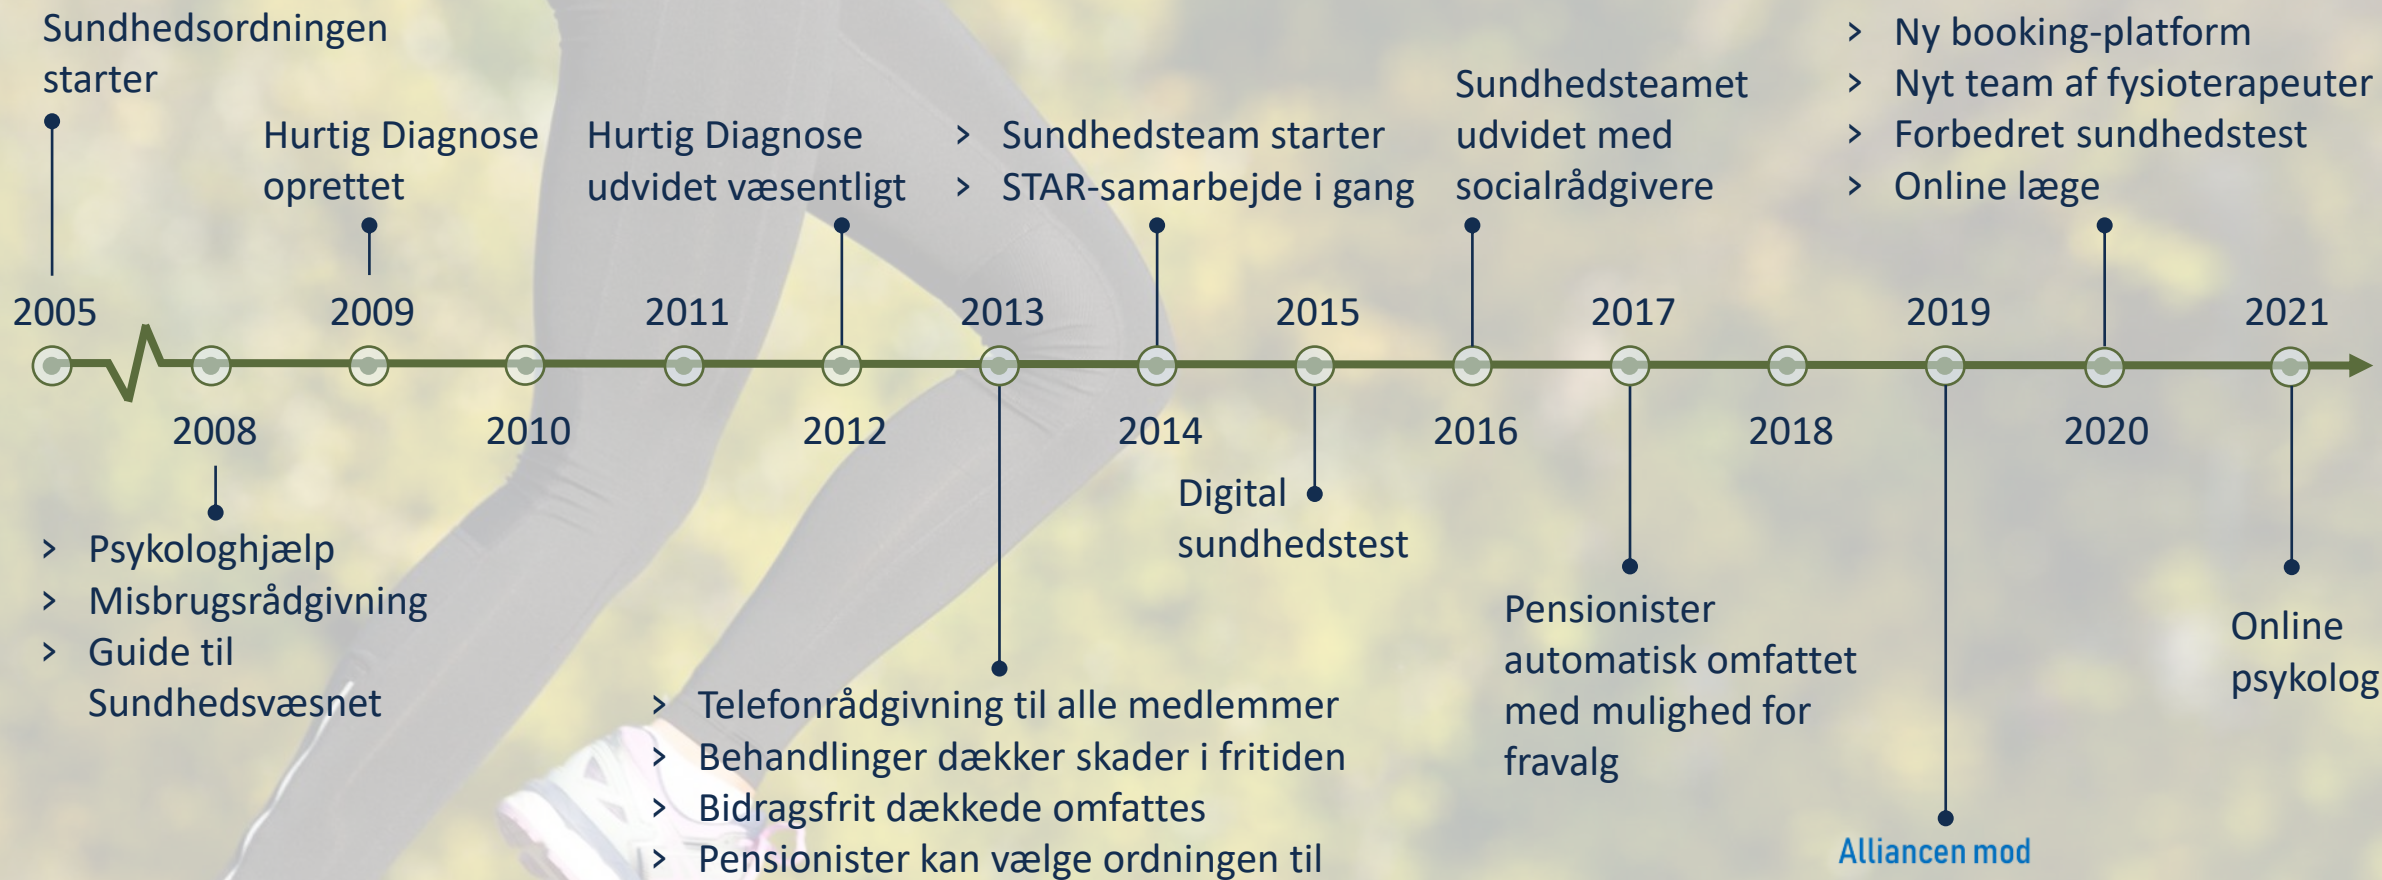 Sundhedsordningen
starter
Hurtig Diagnose
oprettet
Hurtig Diagnose
udvidet væsentligt
> Sundhedsteam starter
> STAR-samarbejde i gang
Sundhedsteamet
udvidet med
socialrådgivere
> Ny booking-platform
> Nyt team af fysioterapeuter
> Forbedret sundhedstest
> Online læge
2005
2009
2011
2013
2015
2017
2019
2021
2008
2010
2012
2014
2016
2018
2020
> Psykologhjælp
> Misbrugsrådgivning
> Guide til
Sundhedsvæsnet
> Telefonrådgivning til alle medlemmer
> Behandlinger dækker skader i fritiden
> Bidragsfrit dækkede omfattes
> Pensionister kan vælge ordningen til
Digital
sundhedstest
Pensionister
automatisk omfattet
med mulighed for
fravalg
Alliancen mod
Online
psykolog